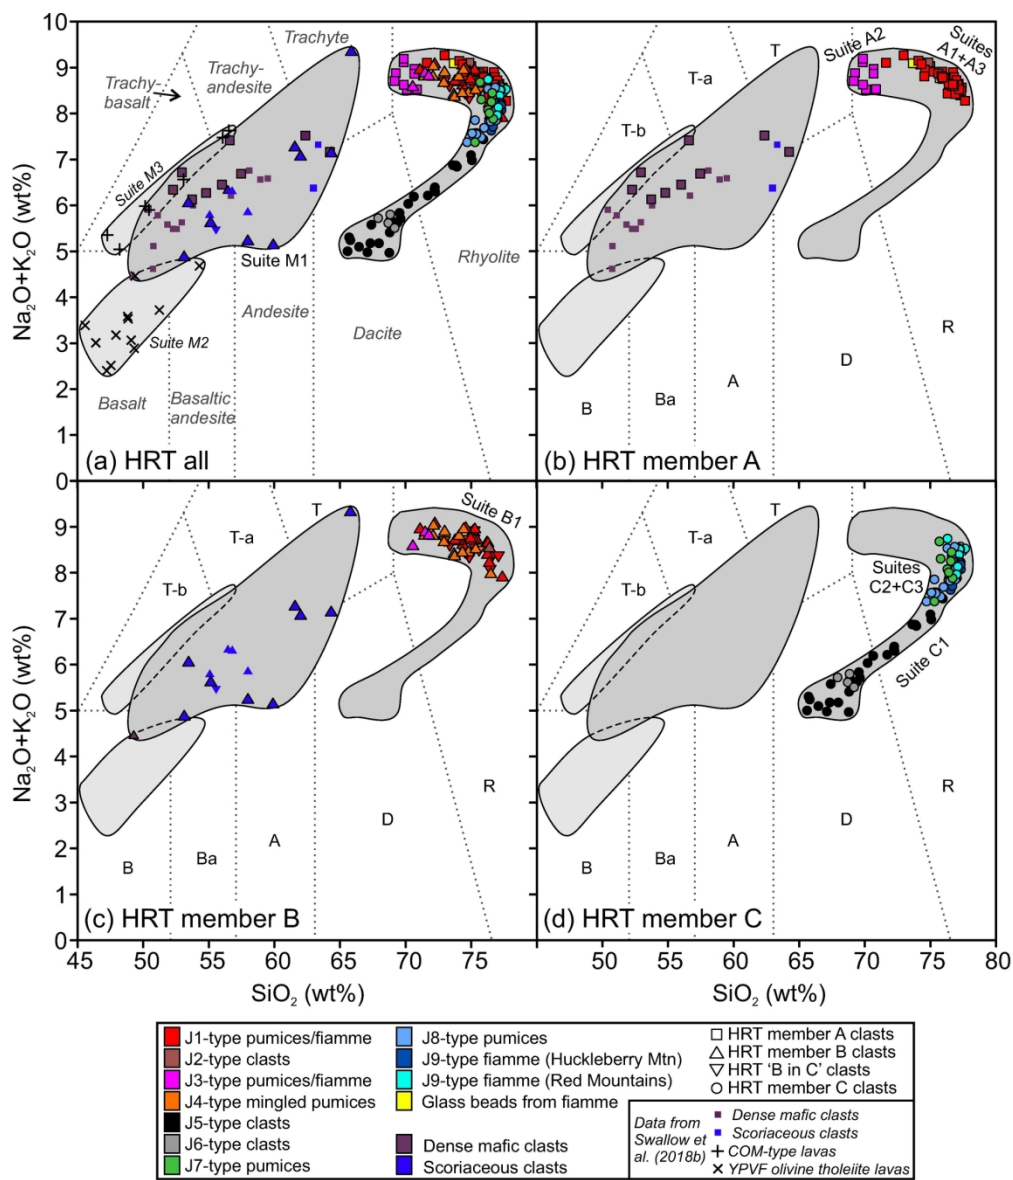 10
9
8
7
6
5
4
3
2
1
0
Na2O+K2O (wt%)
Trachy-
basalt
Trachy-
andesite
Trachyte
Suite M3
Suite M1
Suite M2
Basalt
Basaltic
andesite
Andesite
Dacite
Rhyolite
(a) HRT all
T-b
T-a
T
Suite A2
Suites
A1+A3
B
Ba
A
D
R
(b) HRT member A
9
8
7
6
5
4
3
2
1
0
Na2O+K2O (wt%)
T-b
T-a
T
Suite B1
B
Ba
A
D
R
(c) HRT member B
45 50 55 60 65 70 75
SiO2 (wt%)
T-b
T-a
T
Suites
C2+C3
Suite C1
B
Ba
A
D
R
(d) HRT member C
50 55 60 65 70 75 80
SiO2 (wt%)
J1-type pumices/fiamme
J2-type clasts
J3-type pumices/fiamme
J4-type mingled pumices
J5-type clasts
J6-type clasts
J7-type pumices
J8-type pumices
J9-type fiamme (Huckleberry Mtn)
J9-type fiamme (Red Mountains)
Glass beads from fiamme
Dense mafic clasts
Scoriaceous clasts
HRT member A clasts
HRT member B clasts
HRT 'B in C' clasts
HRT member C clasts
Data from
Swallow et
al. (2018b)
Dense mafic clasts
Scoriaceous clasts
COM-type lavas
YPVF olivine tholeiite lavas